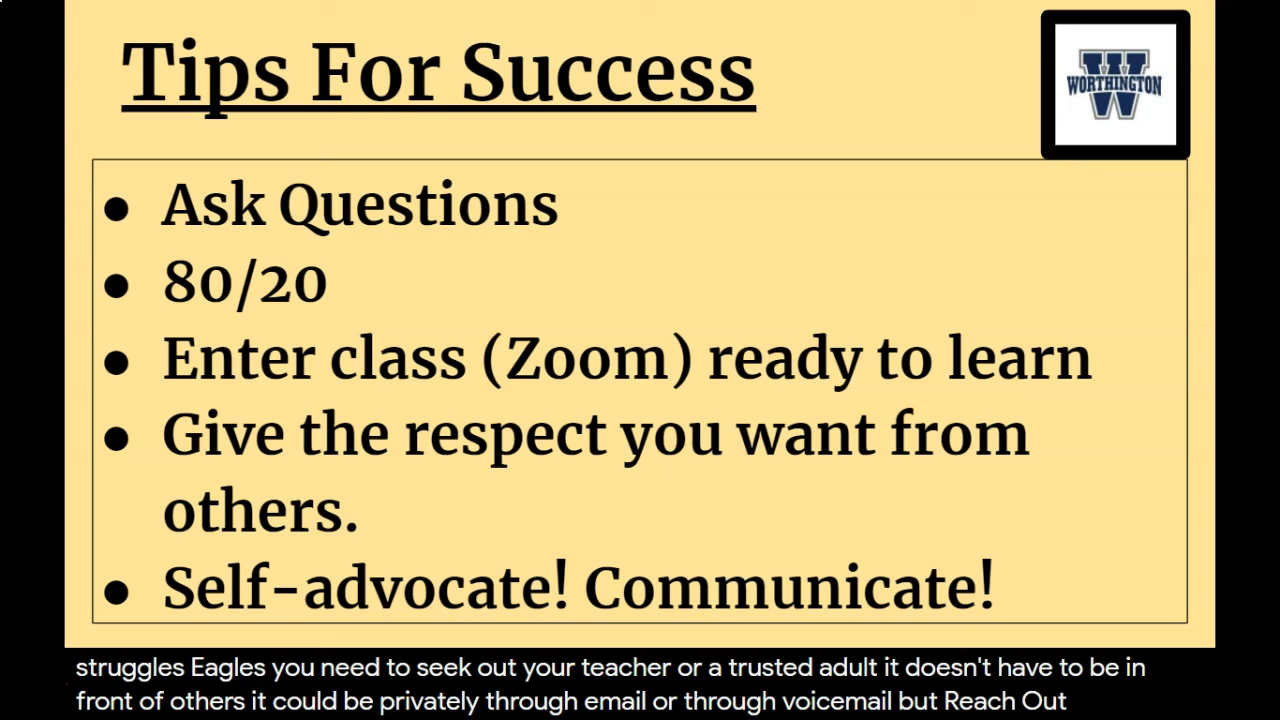 Tips For Success
WORTHINGTON
W
● Ask Questions
● 80/20
● Enter class (Zoom) ready to learn
● Give the respect you want from
others.
● Self-advocate! Communicate!
struggles Eagles you need to seek out your teacher or a trusted adult it doesn't have to be in
front of others it could be privately through email or through voicemail but Reach Out